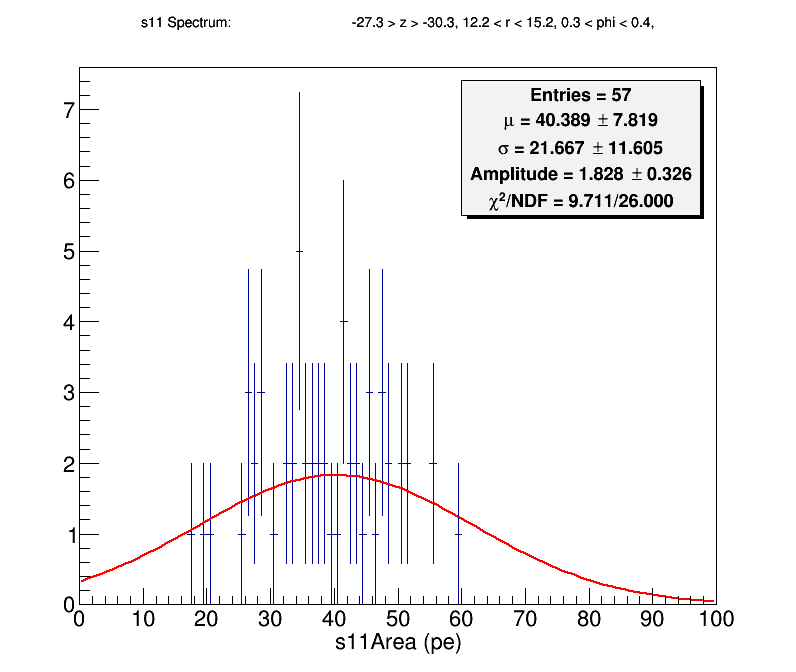 s11 Spectrum: -27.3 > z > -30.3, 12.2 < r < 15.2, 0.3 < phi < 0.4,
Entries = 57
μ = 40.389 ± 7.819
σ = 21.667 ± 11.605
Amplitude = 1.828 ± 0.326
χ²/NDF = 9.711/26.000
7
6
5
4
3
2
1
0
0 10 20 30 40 50 60 70 80 90 100
s11Area (pe)